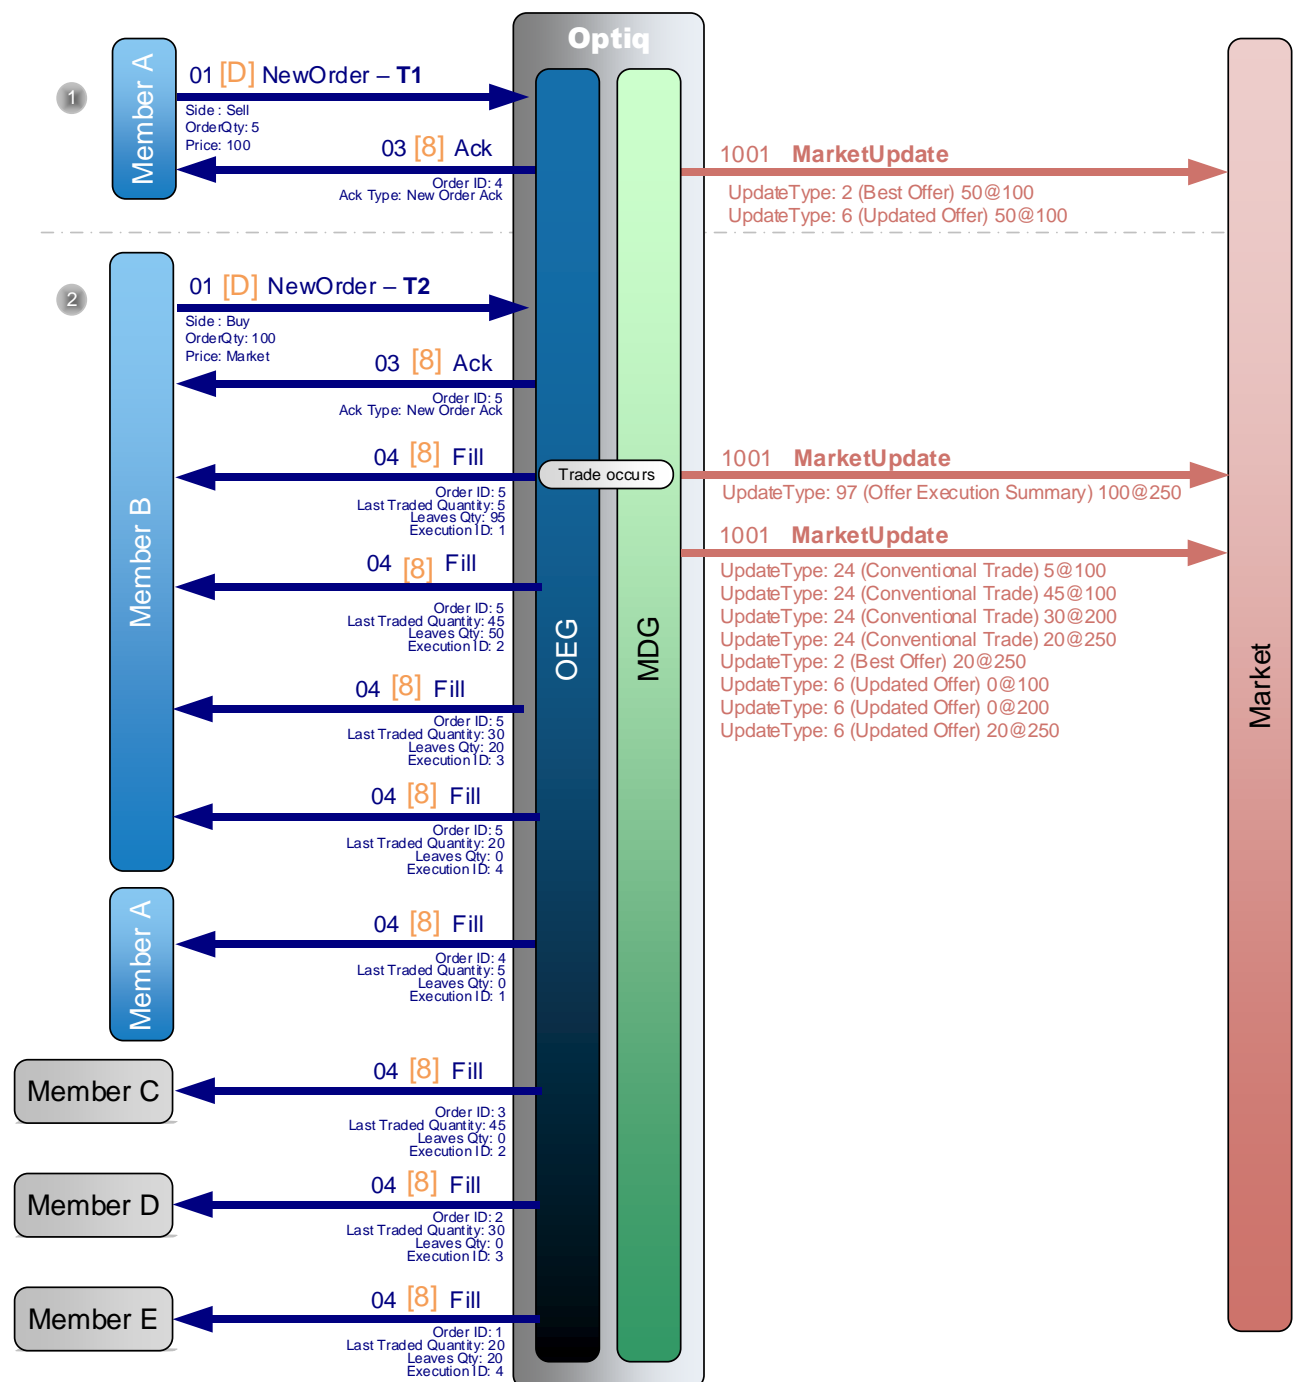 Optiq
Member A
1
01 [D] NewOrder – T1
Side : Sell
OrderQty: 5
Price: 100
03 [8] Ack
Order ID: 4
Ack Type: New Order Ack
1001 MarketUpdate
UpdateType: 2 (Best Offer) 50@100
UpdateType: 6 (Updated Offer) 50@100
2
Member B
01 [D] NewOrder – T2
Side : Buy
OrderQty: 100
Price: Market
03 [8] Ack
Order ID: 5
Ack Type: New Order Ack
04 [8] Fill
Order ID: 5
Last Traded Quantity: 5
Leaves Qty: 95
Execution ID: 1
Trade occurs
1001 MarketUpdate
UpdateType: 97 (Offer Execution Summary) 100@250
1001 MarketUpdate
UpdateType: 24 (Conventional Trade) 5@100
UpdateType: 24 (Conventional Trade) 45@100
UpdateType: 24 (Conventional Trade) 30@200
UpdateType: 24 (Conventional Trade) 20@250
UpdateType: 2 (Best Offer) 20@250
UpdateType: 6 (Updated Offer) 0@100
UpdateType: 6 (Updated Offer) 0@200
UpdateType: 6 (Updated Offer) 20@250
04 [8] Fill
Order ID: 5
Last Traded Quantity: 45
Leaves Qty: 50
Execution ID: 2
OEG
MDG
Market
04 [8] Fill
Order ID: 5
Last Traded Quantity: 30
Leaves Qty: 20
Execution ID: 3
04 [8] Fill
Order ID: 5
Last Traded Quantity: 20
Leaves Qty: 0
Execution ID: 4
Member A
04 [8] Fill
Order ID: 4
Last Traded Quantity: 5
Leaves Qty: 0
Execution ID: 1
Member C
04 [8] Fill
Order ID: 3
Last Traded Quantity: 45
Leaves Qty: 0
Execution ID: 2
Member D
04 [8] Fill
Order ID: 2
Last Traded Quantity: 30
Leaves Qty: 0
Execution ID: 3
Member E
04 [8] Fill
Order ID: 1
Last Traded Quantity: 20
Leaves Qty: 20
Execution ID: 4